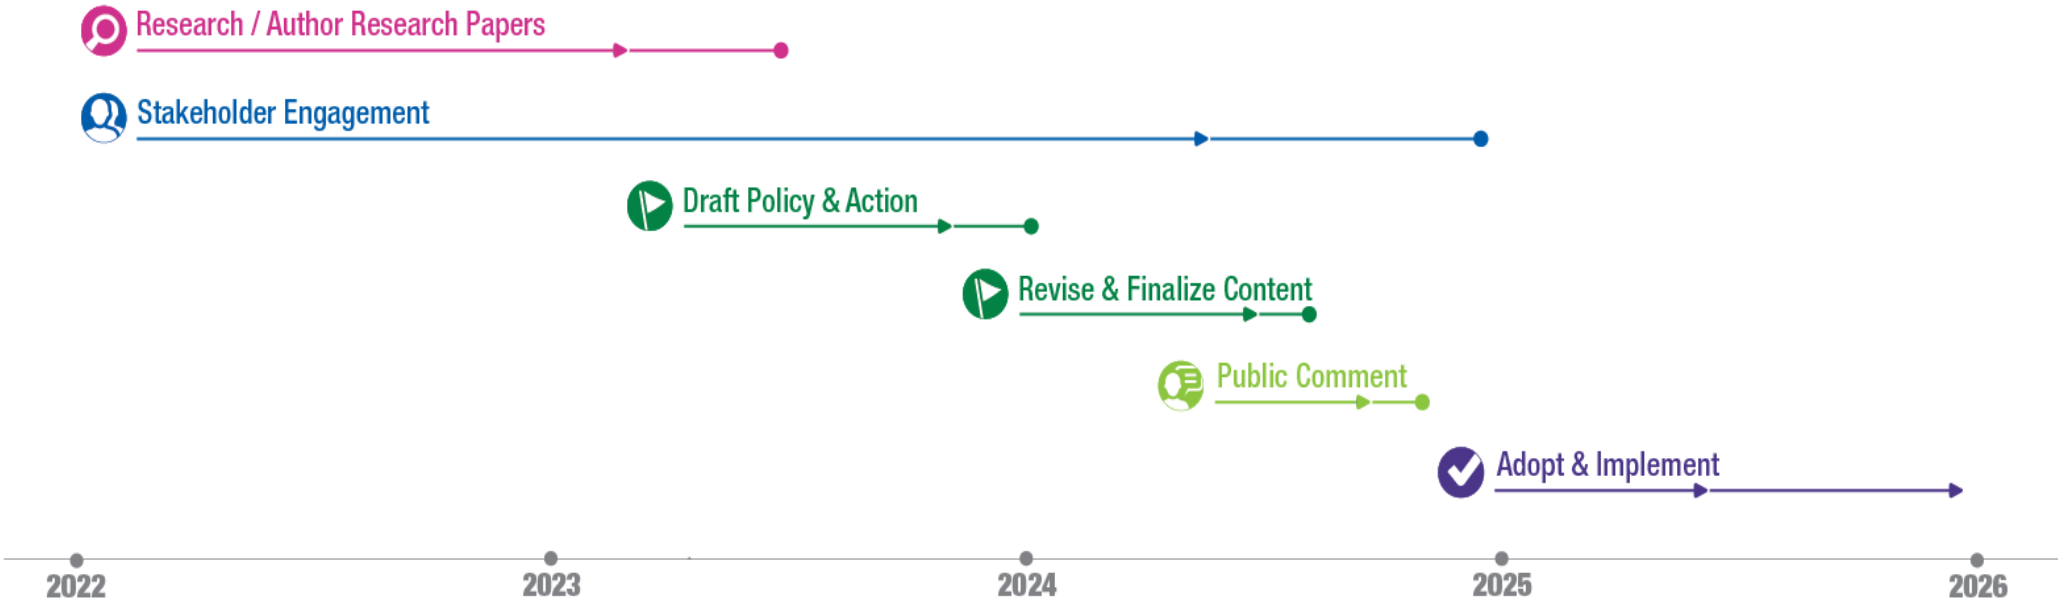 Research / Author Research Papers
Stakeholder Engagement
Draft Policy & Action
Revise & Finalize Content
Public Comment
Adopt & Implement
2022 2023 2024 2025 2026